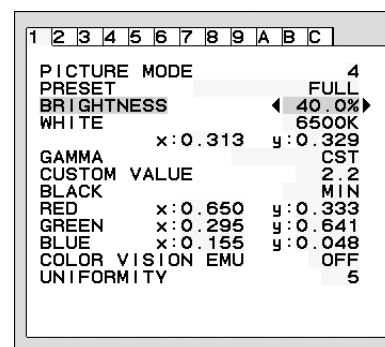 1 2 3 4 5 6 7 8 9 A B C
PICTURE MODE 4
PRESET FULL
BRIGHTNESS 40.0%
WHITE 6500K
x:0.313 y:0.329
GAMMA CST
CUSTOM VALUE 2.2
BLACK MIN
RED x:0.650 y:0.333
GREEN x:0.295 y:0.641
BLUE x:0.155 y:0.048
COLOR VISION EMU OFF
UNIFORMITY 5